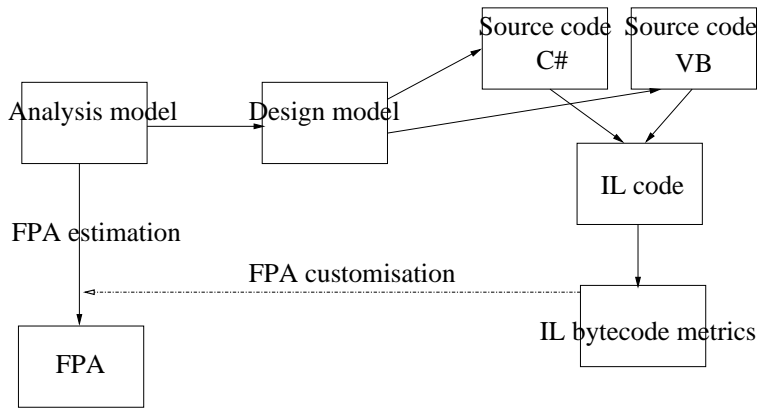 Source code
C#
Source code
VB
Analysis model
Design model
IL code
FPA estimation
FPA customisation
IL bytecode metrics
FPA